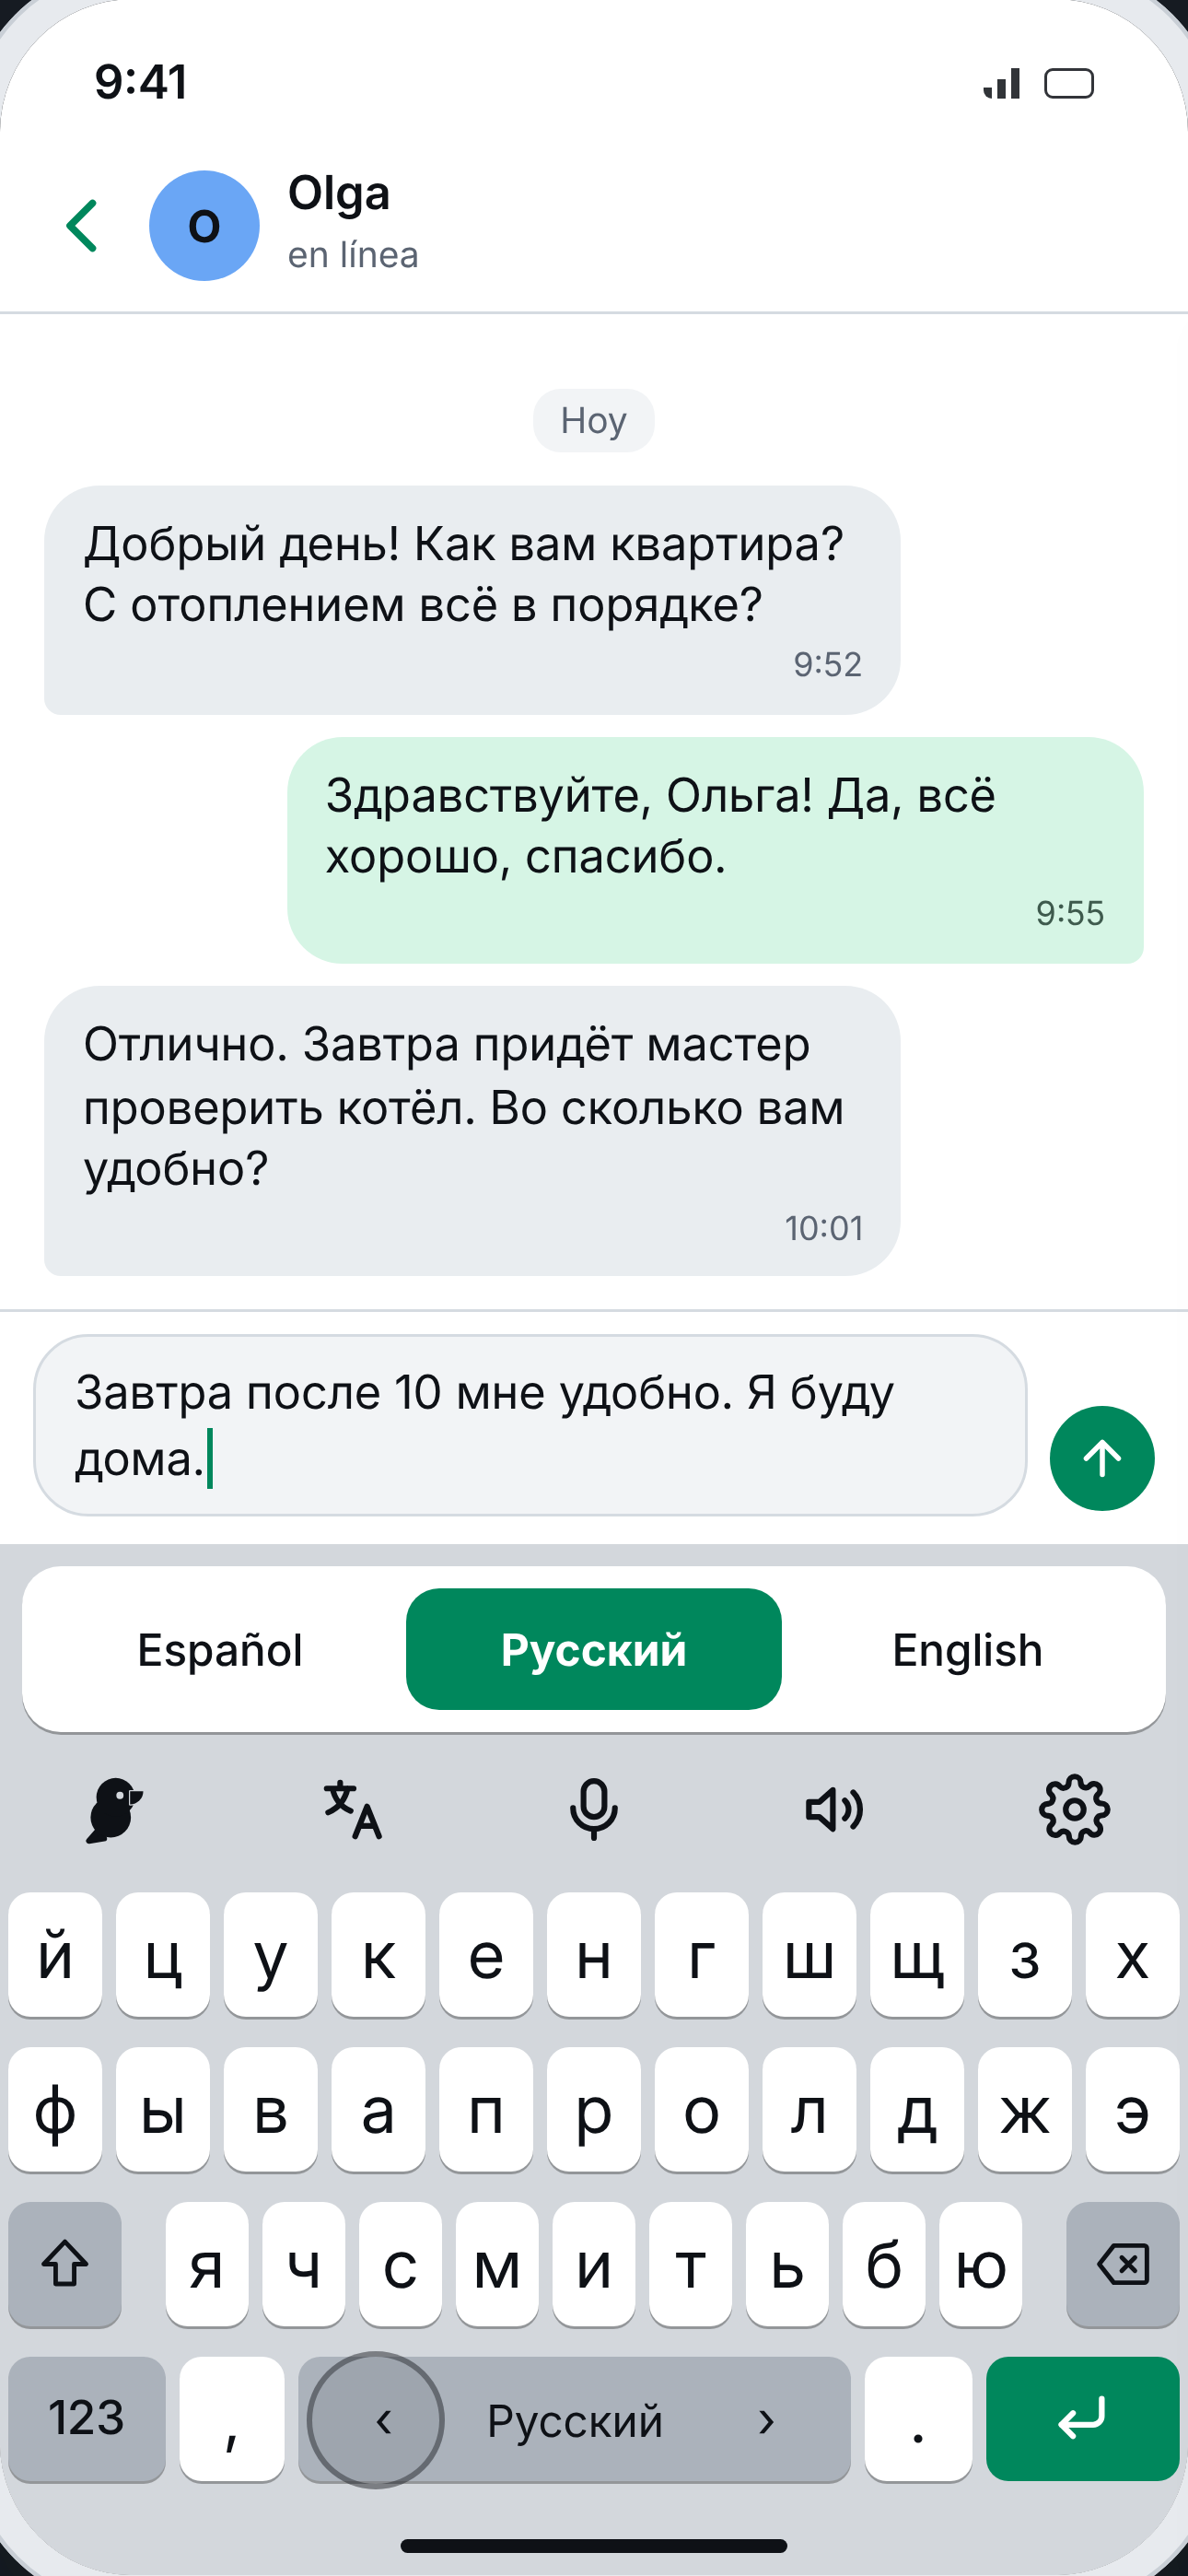 9:41
O
Olga
en línea
Hoy
Добрый день! Как вам квартира?
С отоплением всё в порядке?
9:52
Здравствуйте, Ольга! Да, всё
хорошо, спасибо.
9:55
Отлично. Завтра придёт мастер
проверить котёл. Во сколько вам
удобно?
10:01
Завтра после 10 мне удобно. Я буду
дома.
Español Русский English
й ц у к е н г ш щ з х
ф ы в а п р о л д ж э
я ч с м и т ь б ю
123 , ‹ Русский › .